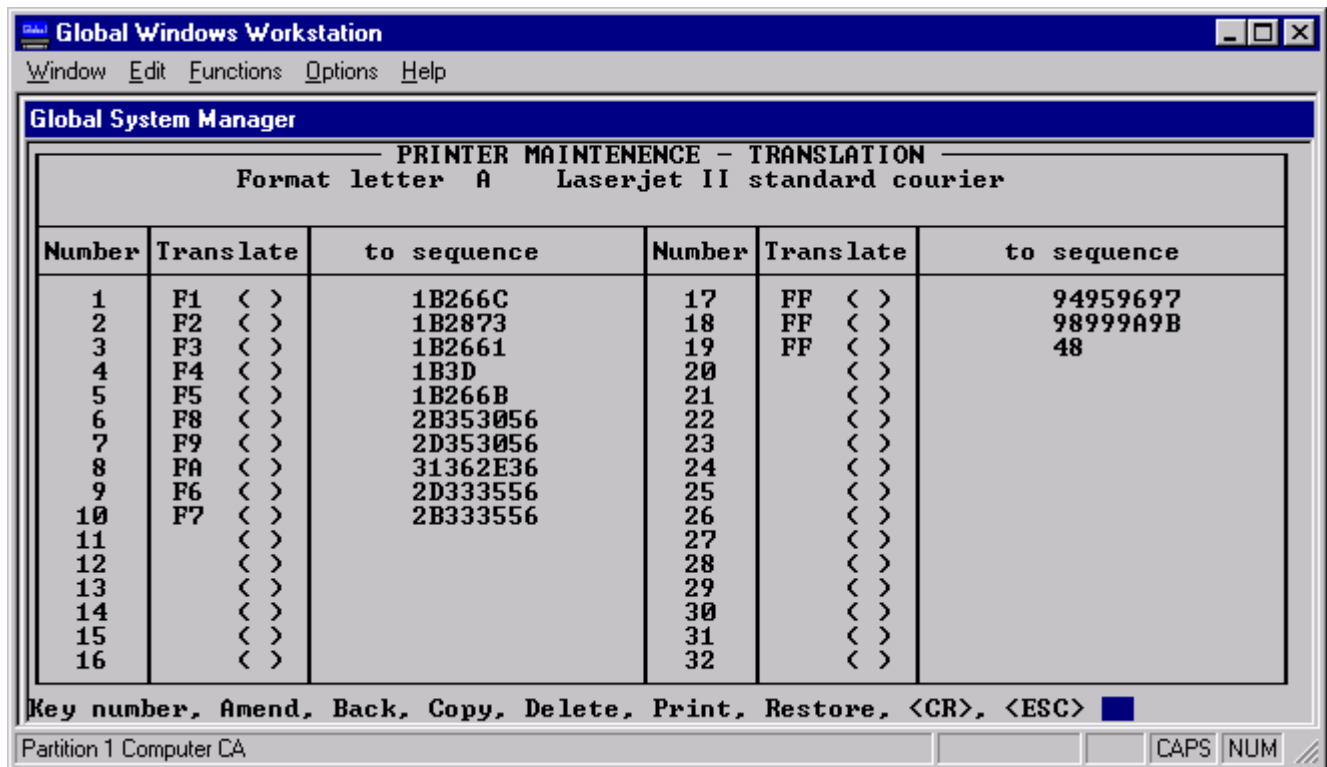 Global Windows Workstation
Window Edit Functions Options Help
Global System Manager
PRINTER MAINTENENCE - TRANSLATION
Format letter A Laserjet II standard courier
Number Translate to sequence Number Translate to sequence
1 F1 < > 1B266C 17 FF < > 94959697
2 F2 < > 1B2873 18 FF < > 98999A9B
3 F3 < > 1B2661 19 FF < > 48
4 F4 < > 1B3D 20 < >
5 F5 < > 1B266B 21 < >
6 F8 < > 2B353056 22 < >
7 F9 < > 2D353056 23 < >
8 FA < > 31362E36 24 < >
9 F6 < > 2D333556 25 < >
10 F7 < > 2B333556 26 < >
11 < > 27 < >
12 < > 28 < >
13 < > 29 < >
14 < > 30 < >
15 < > 31 < >
16 < > 32 < >
Key number, Amend, Back, Copy, Delete, Print, Restore, <CR>, <ESC>
Partition 1 Computer CA CAPS NUM